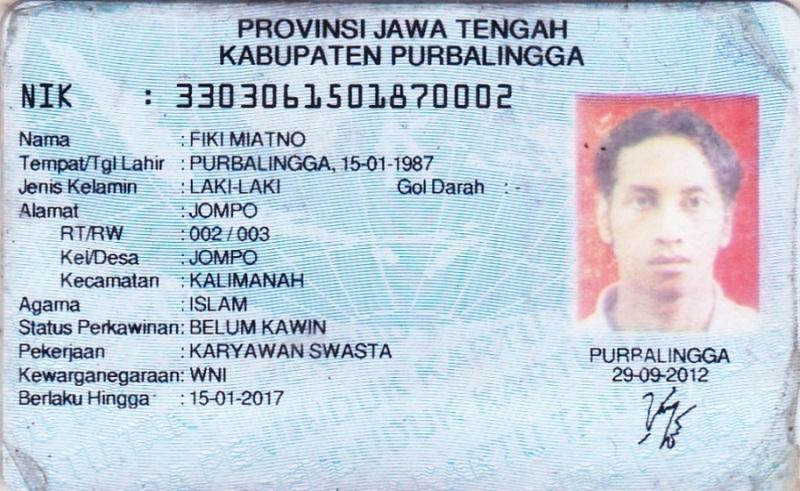 PROVINSI JAWA TENGAH
KABUPATEN PURBALINGGA
NIK : 3303061501870002
Nama : FIKI MIATNO
Tempat/Tgl Lahir : PURBALINGGA, 15-01-1987
Jenis Kelamin : LAKI-LAKI Gol Darah : -
Alamat : JOMPO
RT/RW : 002 / 003
Kel/Desa : JOMPO
Kecamatan : KALIMANAH
Agama : ISLAM
Status Perkawinan: BELUM KAWIN
Pekerjaan : KARYAWAN SWASTA
Kewarganegaraan: WNI
Berlaku Hingga : 15-01-2017
PURBALINGGA
29-09-2012